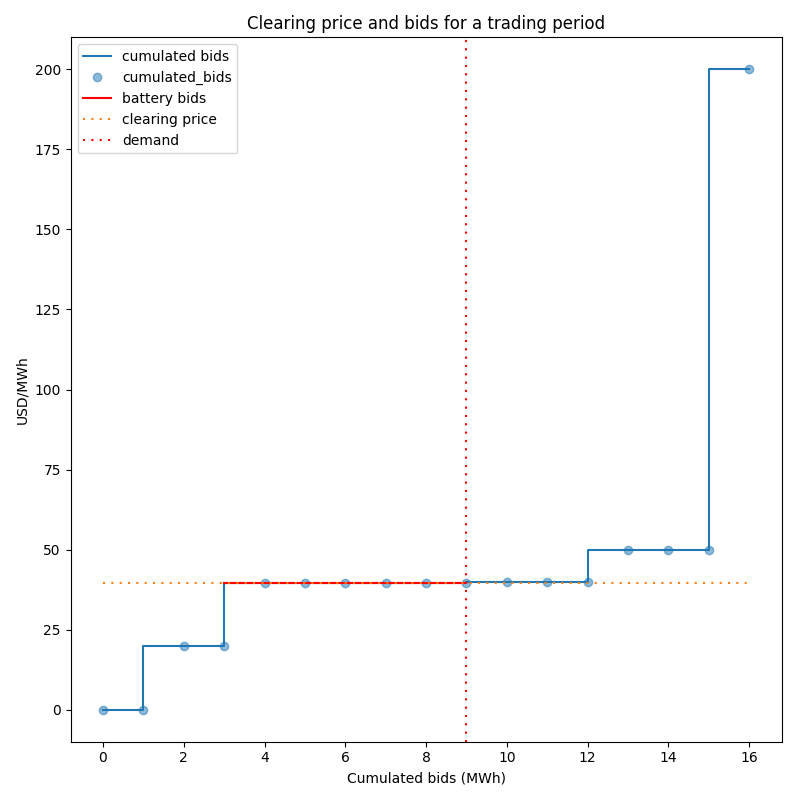 Clearing price and bids for a trading period
cumulated bids
cumulated_bids
battery bids
clearing price
demand
200
175
150
125
100
75
50
25
0
USD/MWh
0 2 4 6 8 10 12 14 16
Cumulated bids (MWh)